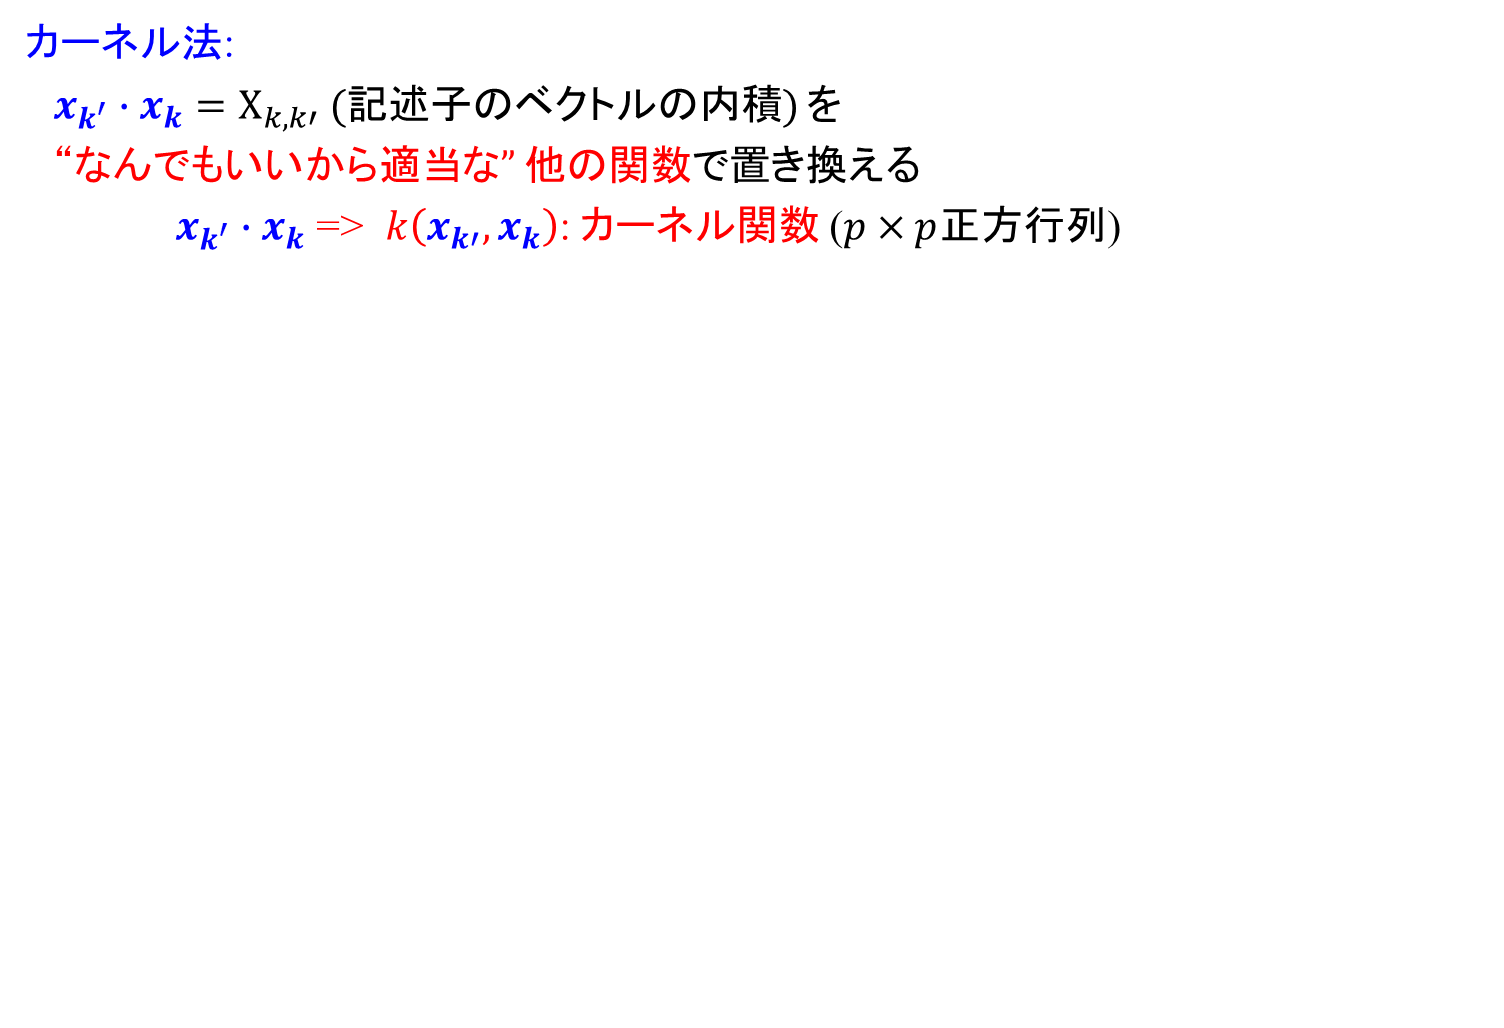 カーネル法:
𝒙𝒌′ · 𝒙𝒌 = X𝑘,𝑘′ (記述子のベクトルの内積) を
“なんでもいいから適当な” 他の関数で置き換える
𝒙𝒌′ · 𝒙𝒌 => 𝑘(𝒙𝒌′, 𝒙𝒌): カーネル関数 (𝑝 × 𝑝正方行列)